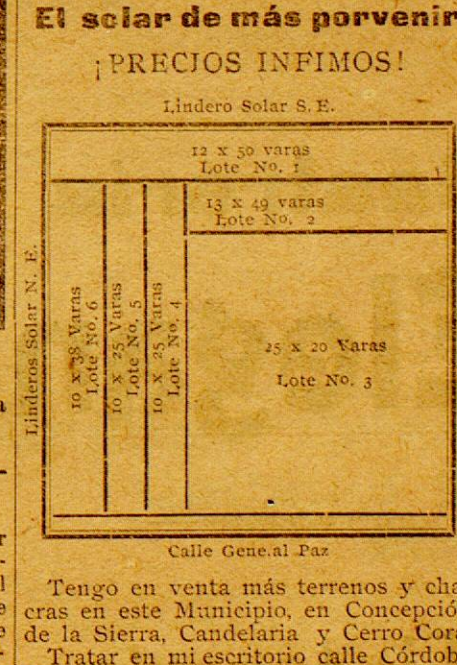 El solar de más porvenir
¡PRECIOS INFIMOS!
Lindero Solar S. E.
12 x 50 varas
Lote No. 1
13 x 49 varas
Lote No. 2
Linderos Solar N. E.
10 x 38 Varas
Lote No. 6
10 x 25 Varas
Lote No. 5
10 x 25 Varas
Lote No. 4
25 x 20 Varas
Lote No. 3
Calle Gene.al Paz
Tengo en venta más terrenos y cha
cras en este Municipio, en Concepció
de la Sierra, Candelaria y Cerro Cora
Tratar en mi escritorio calle Córdob